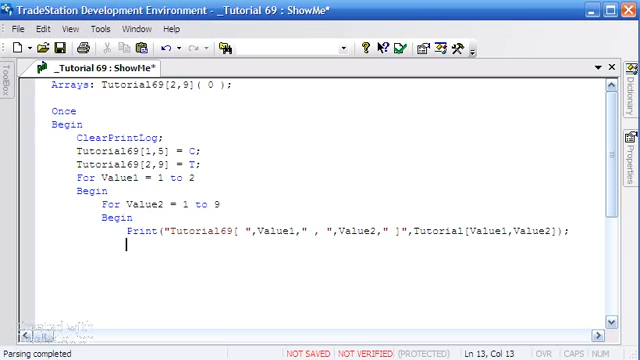 TradeStation Development Environment - _Tutorial 69 : ShowMe*
File Edit View Tools Window Help
_Tutorial 69 : ShowMe*
ToolBox
Dictionary
Properties
Arrays: Tutorial69[2,9]( 0 );
Once
Begin
ClearPrintLog;
Tutorial69[1,5] = C;
Tutorial69[2,9] = T;
For Value1 = 1 to 2
Begin
For Value2 = 1 to 9
Begin
Print("Tutorial69[ ",Value1," , ",Value2," ]",Tutorial[Value1,Value2]);
Parsing completed NOT SAVED NOT VERIFIED (PROTECTED) Ln 13, Col 13 INS OVR CAPS NUM